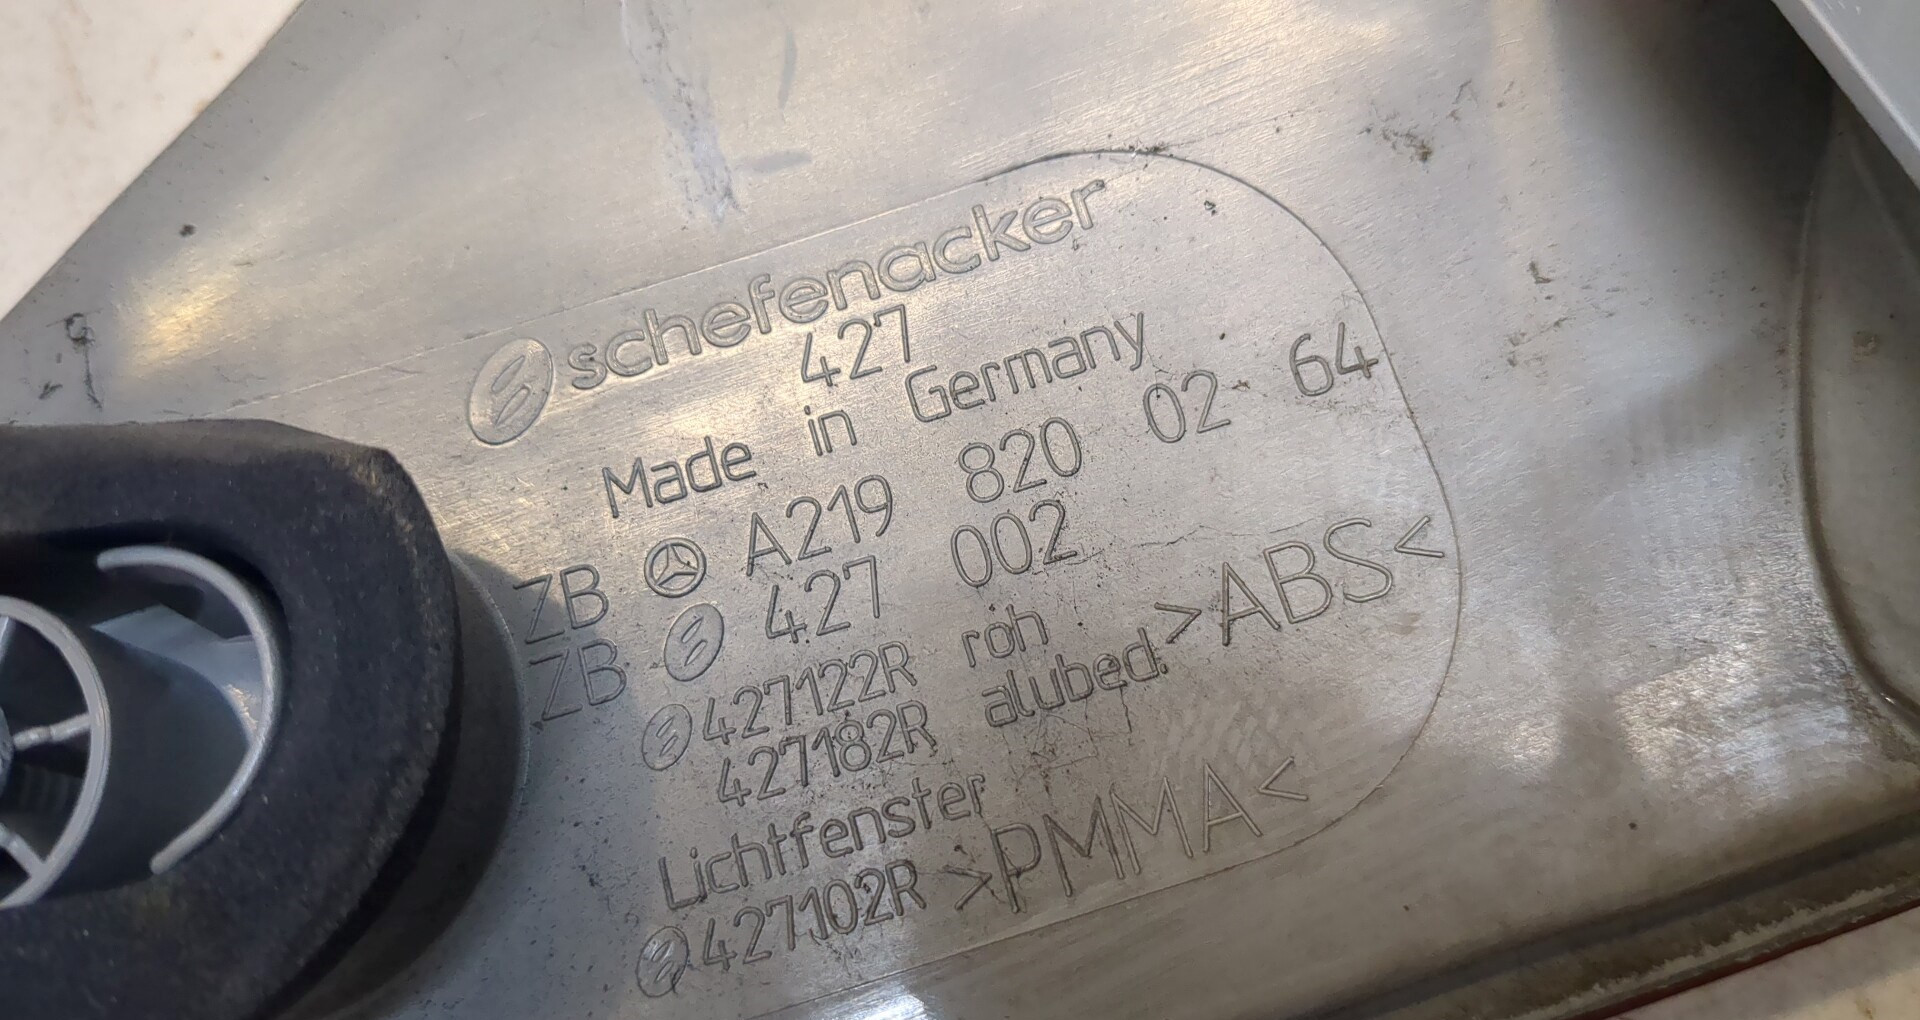 schefenacker
427
Made in Germany
ZB A219 820 02 64
ZB 427 002
427122R roh >ABS<
427182R alubed.
Lichtfenster >PMMA<
427102R